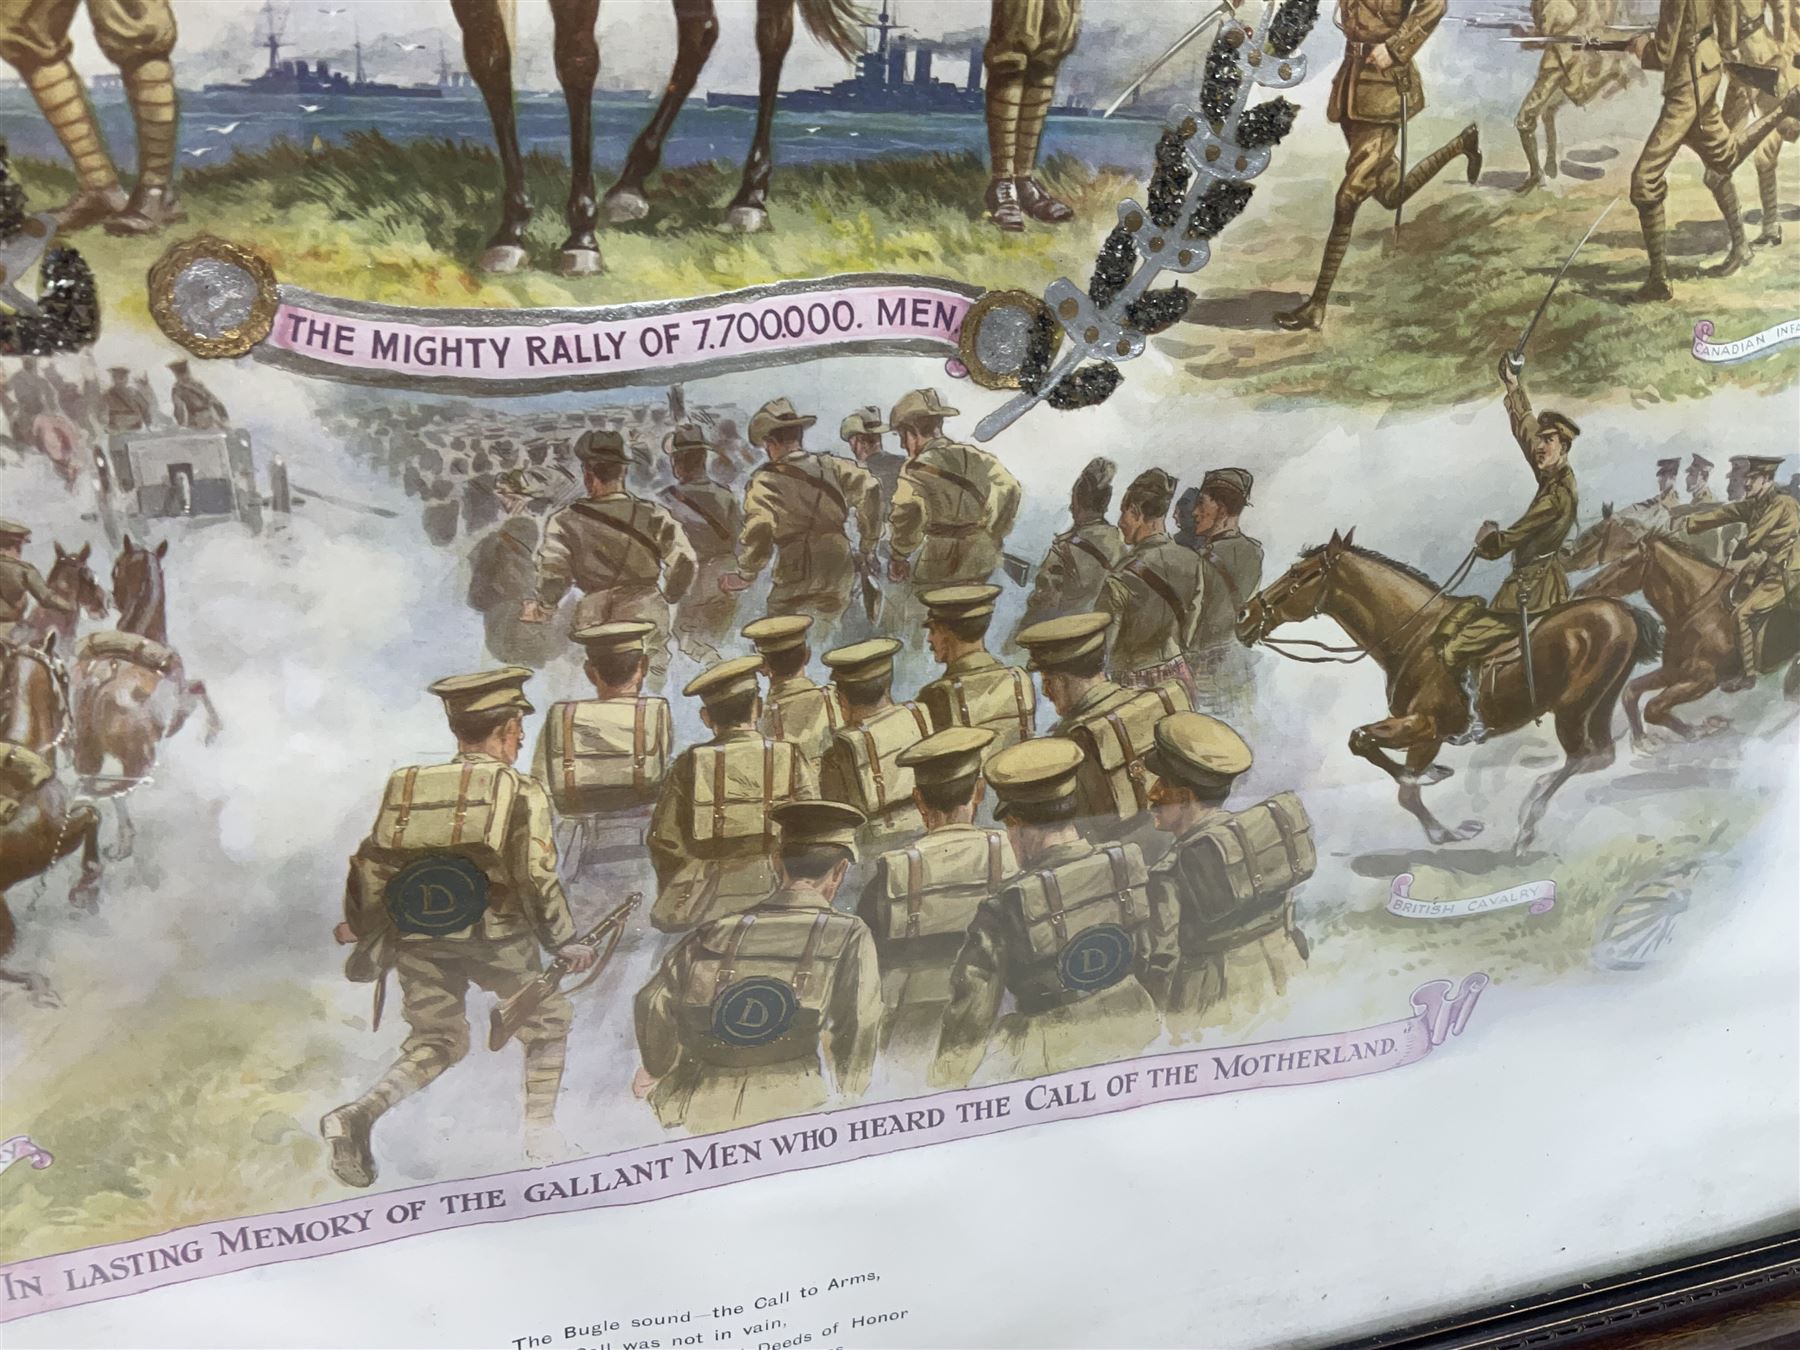 THE MIGHTY RALLY OF 7.700.000. MEN.
CANADIAN
BRITISH CAVALRY
D
D
D
IN LASTING MEMORY OF THE GALLANT MEN WHO HEARD THE CALL OF THE MOTHERLAND.
The Bugle sound—the Call to Arms,
was not in vain,
Deeds of Honor